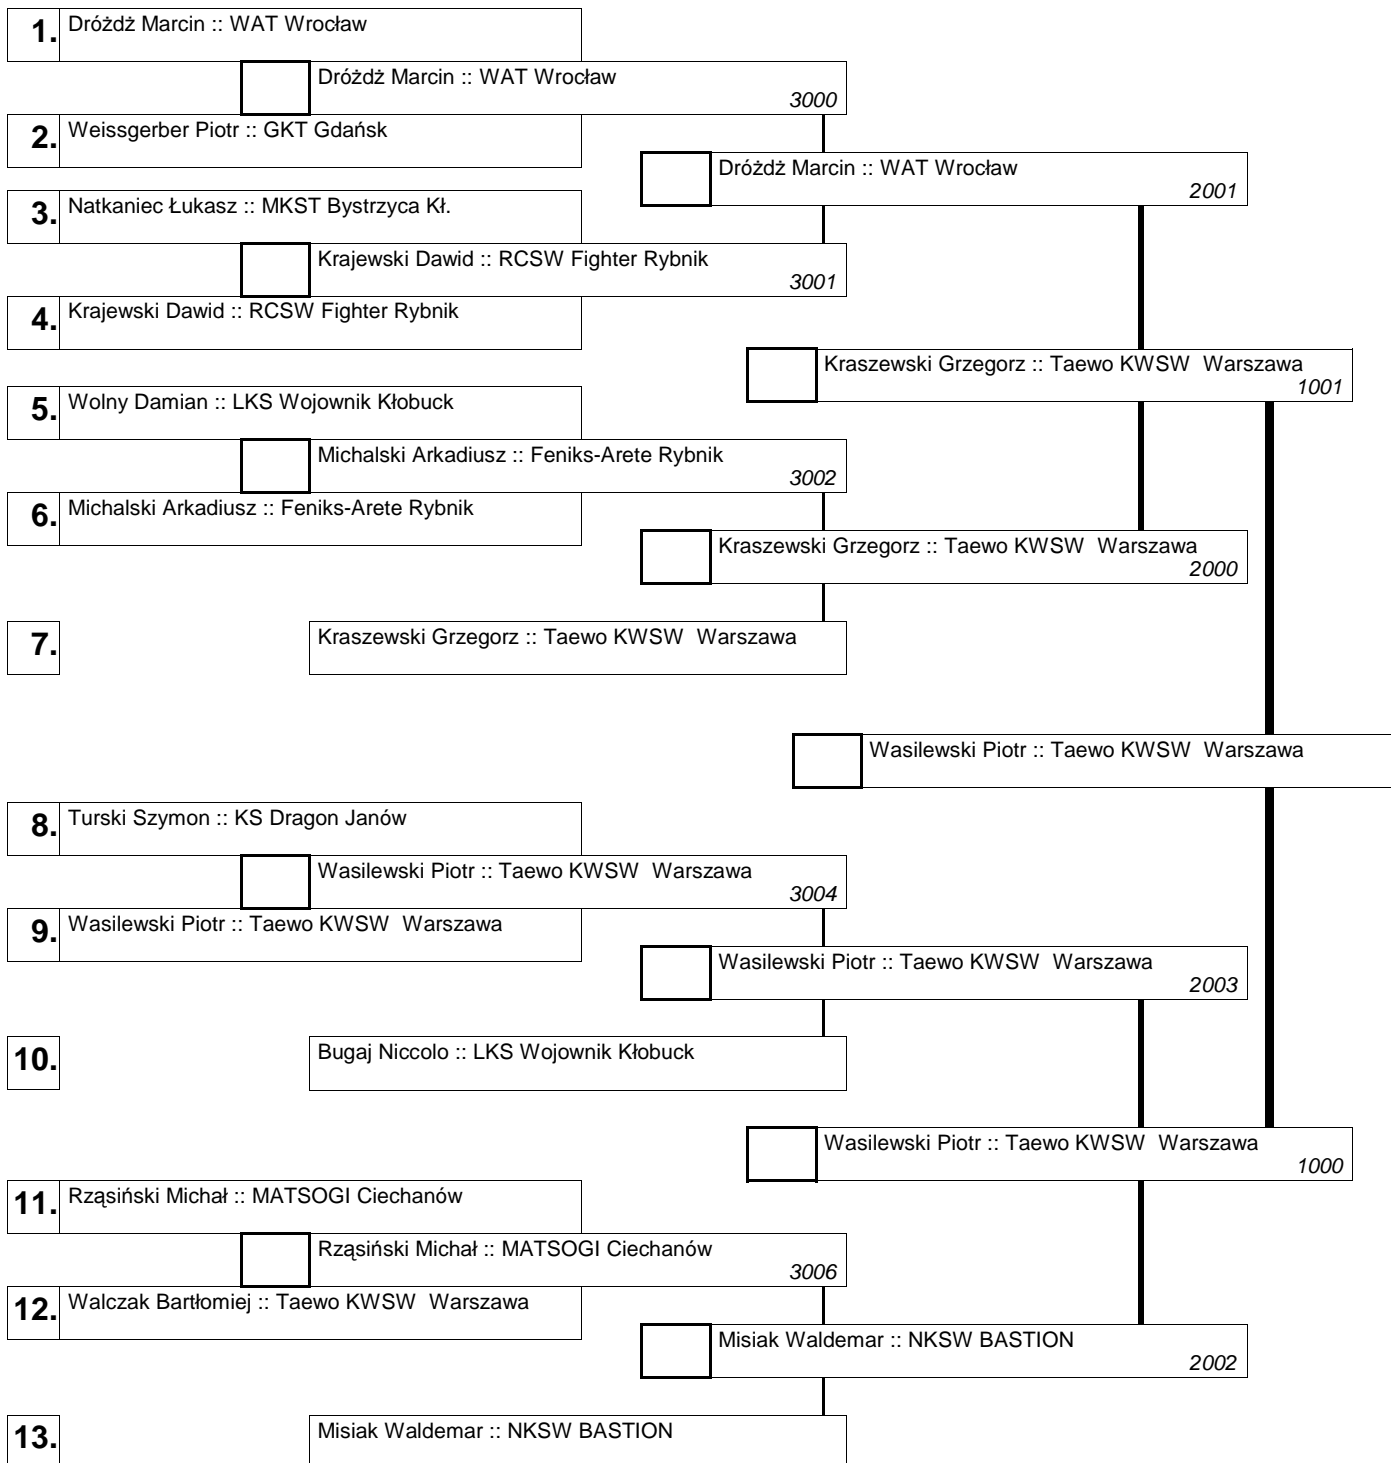 1. Dróżdż Marcin :: WAT Wrocław
Dróżdż Marcin :: WAT Wrocław
3000
2. Weissgerber Piotr :: GKT Gdańsk
Dróżdż Marcin :: WAT Wrocław
2001
3. Natkaniec Łukasz :: MKST Bystrzyca Kł.
Krajewski Dawid :: RCSW Fighter Rybnik
3001
4. Krajewski Dawid :: RCSW Fighter Rybnik
Kraszewski Grzegorz :: Taewo KWSW  Warszawa
1001
5. Wolny Damian :: LKS Wojownik Kłobuck
Michalski Arkadiusz :: Feniks-Arete Rybnik
3002
6. Michalski Arkadiusz :: Feniks-Arete Rybnik
Kraszewski Grzegorz :: Taewo KWSW  Warszawa
2000
7. Kraszewski Grzegorz :: Taewo KWSW  Warszawa
Wasilewski Piotr :: Taewo KWSW  Warszawa
8. Turski Szymon :: KS Dragon Janów
Wasilewski Piotr :: Taewo KWSW  Warszawa
3004
9. Wasilewski Piotr :: Taewo KWSW  Warszawa
Wasilewski Piotr :: Taewo KWSW  Warszawa
2003
10. Bugaj Niccolo :: LKS Wojownik Kłobuck
Wasilewski Piotr :: Taewo KWSW  Warszawa
1000
11. Rząsiński Michał :: MATSOGI Ciechanów
Rząsiński Michał :: MATSOGI Ciechanów
3006
12. Walczak Bartłomiej :: Taewo KWSW  Warszawa
Misiak Waldemar :: NKSW BASTION
2002
13. Misiak Waldemar :: NKSW BASTION